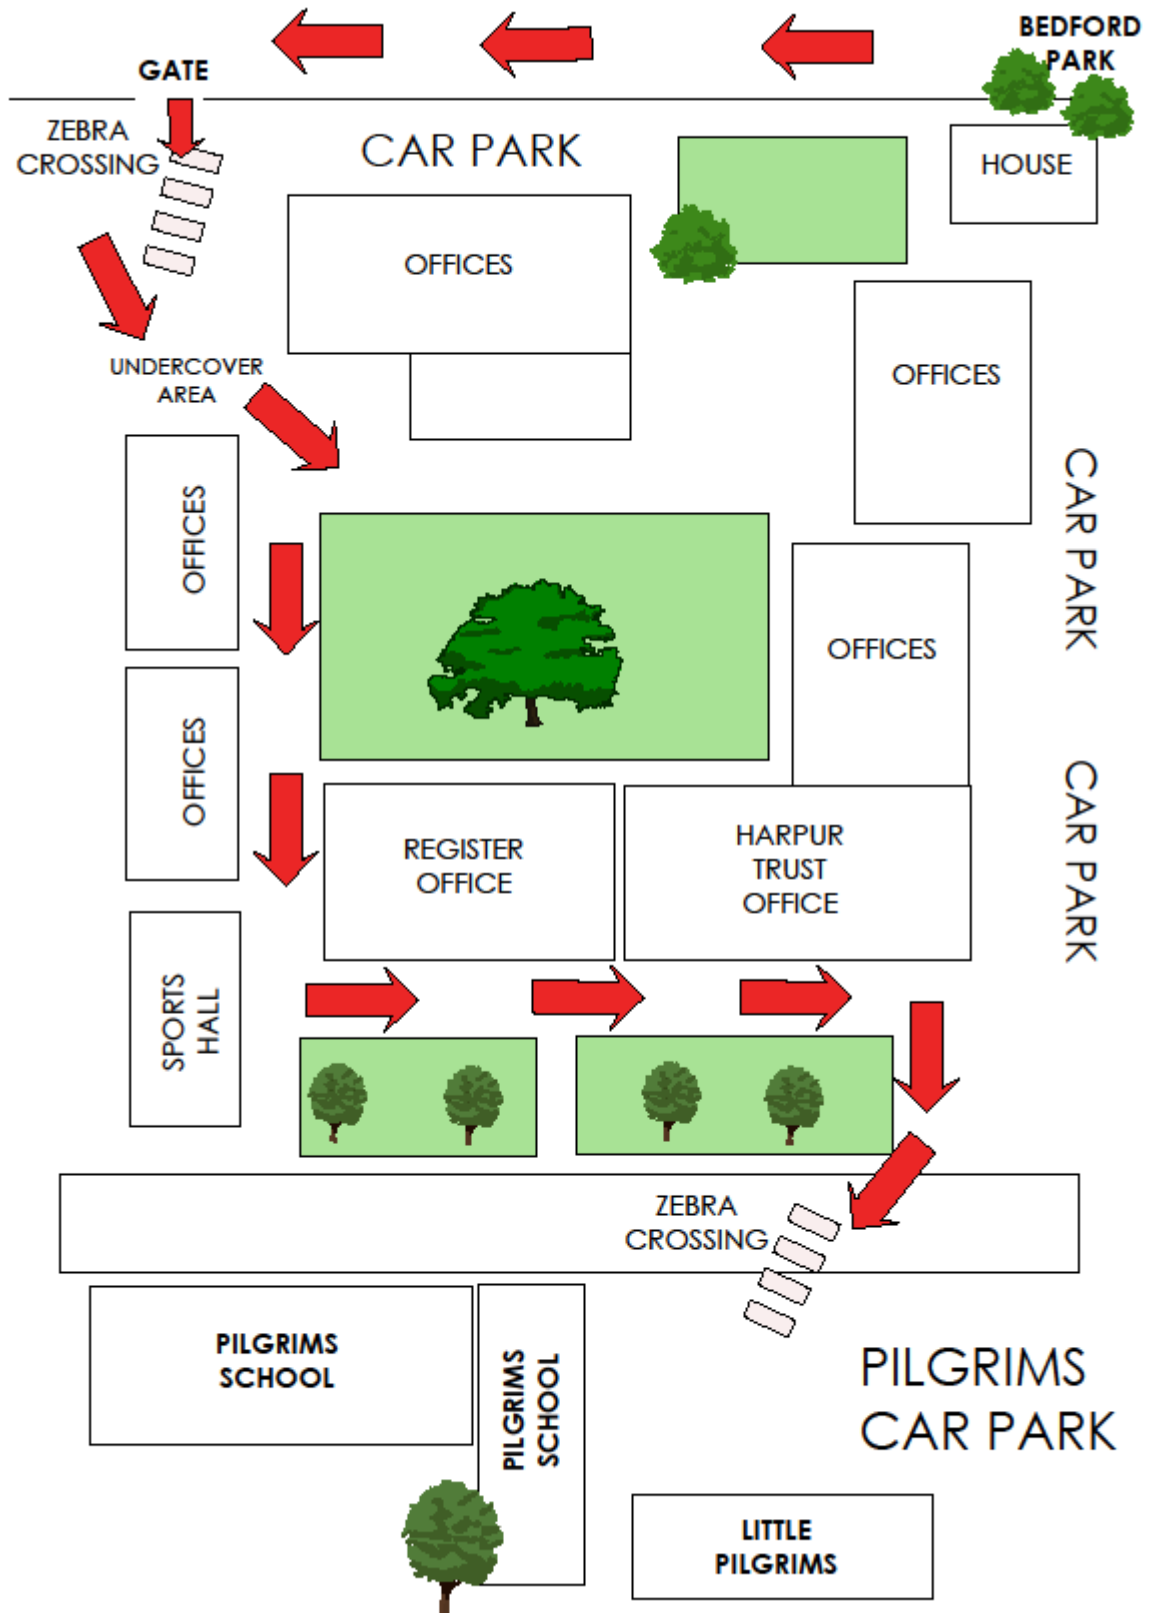 BEDFORD
PARK
GATE
ZEBRA
CROSSING
CAR PARK
HOUSE
OFFICES
OFFICES
UNDERCOVER
AREA
OFFICES
CAR PARK
OFFICES
OFFICES
CAR PARK
REGISTER
OFFICE
HARPUR
TRUST
OFFICE
SPORTS
HALL
ZEBRA
CROSSING
PILGRIMS
SCHOOL
PILGRIMS
SCHOOL
PILGRIMS
CAR PARK
LITTLE
PILGRIMS